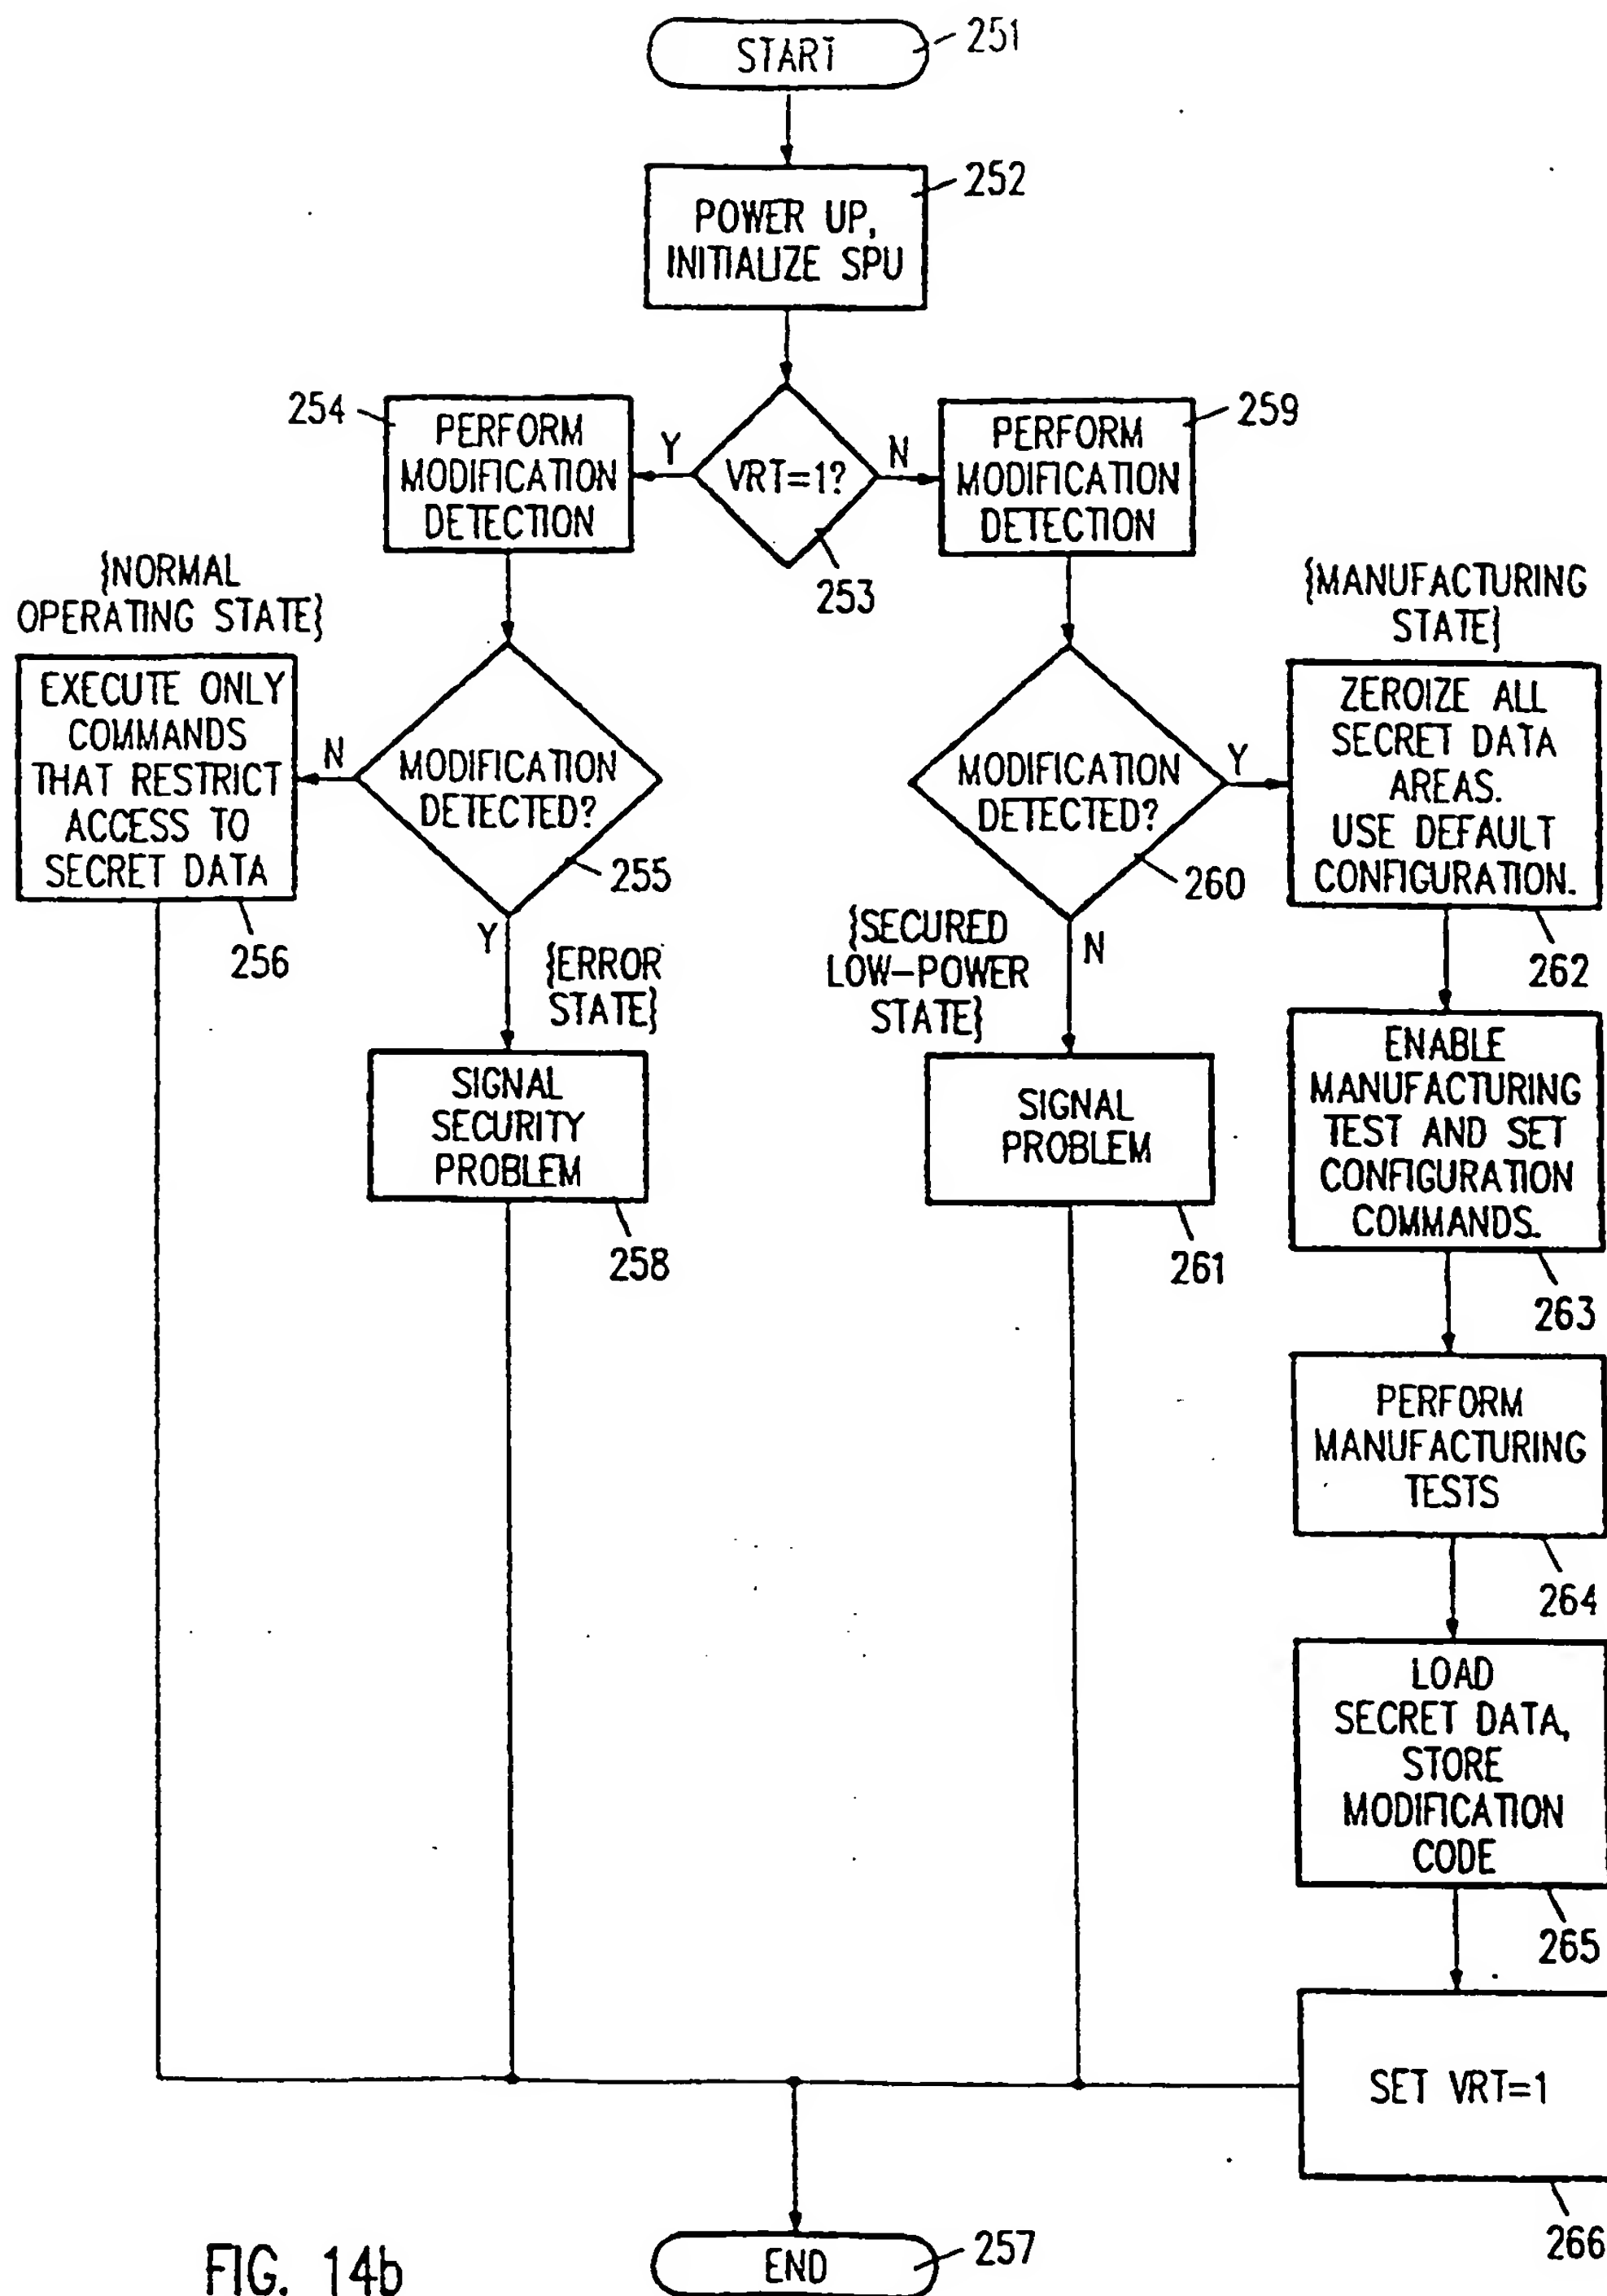 START
251
POWER UP,
INITIALIZE SPU
252
VRT=1?
253
Y
N
254
PERFORM
MODIFICATION
DETECTION
PERFORM
MODIFICATION
DETECTION
259
{NORMAL
OPERATING STATE}
EXECUTE ONLY
COMMANDS
THAT RESTRICT
ACCESS TO
SECRET DATA
256
N
MODIFICATION
DETECTED?
255
Y
{ERROR
STATE}
SIGNAL
SECURITY
PROBLEM
258
MODIFICATION
DETECTED?
260
Y
N
{SECURED
LOW-POWER
STATE}
SIGNAL
PROBLEM
261
{MANUFACTURING
STATE}
ZEROIZE ALL
SECRET DATA
AREAS.
USE DEFAULT
CONFIGURATION.
262
ENABLE
MANUFACTURING
TEST AND SET
CONFIGURATION
COMMANDS.
263
PERFORM
MANUFACTURING
TESTS
264
LOAD
SECRET DATA,
STORE
MODIFICATION
CODE
265
SET VRT=1
266
END
257
FIG. 14b